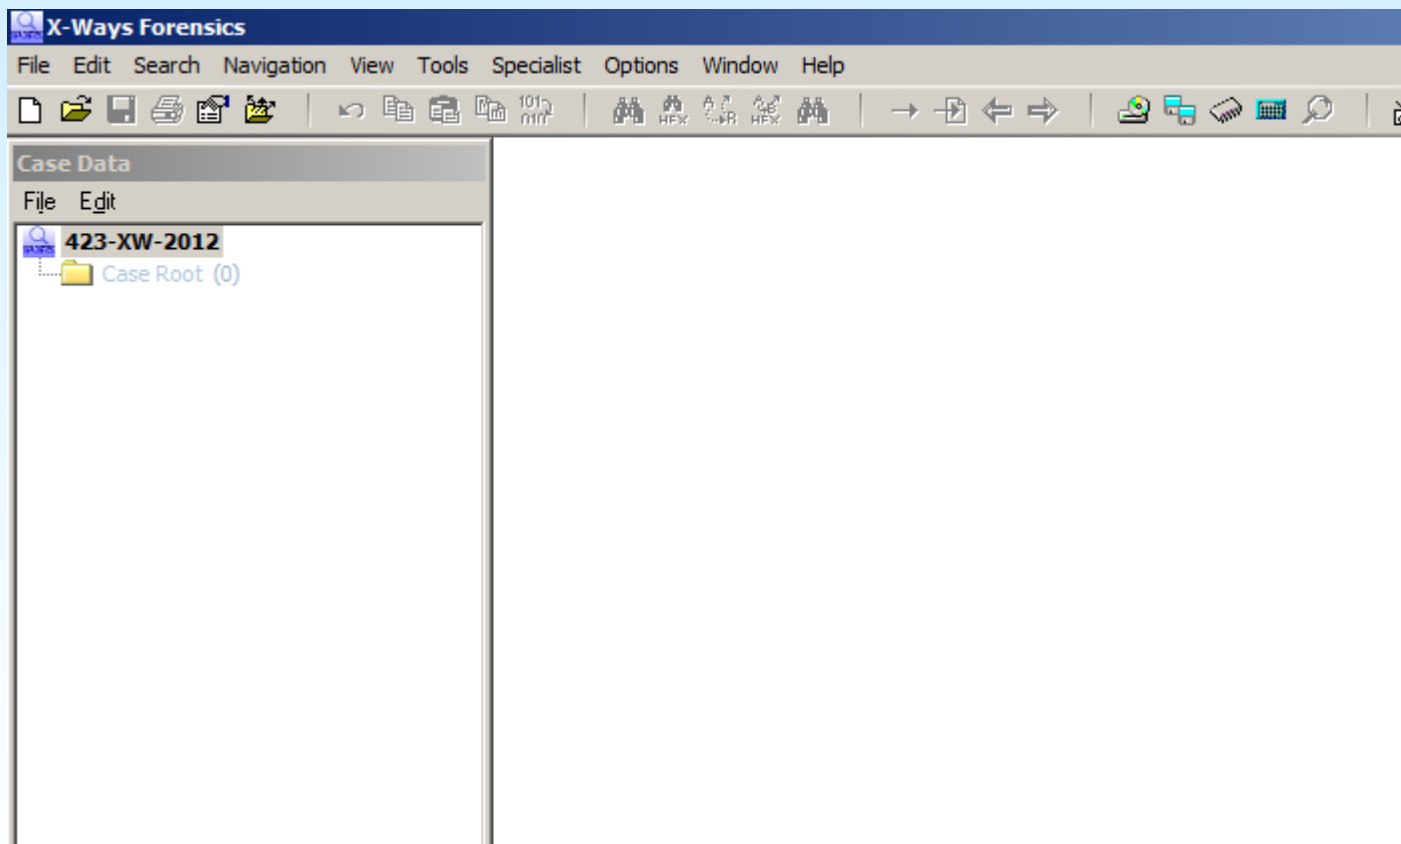 X-Ways Forensics
File Edit Search Navigation View Tools Specialist Options Window Help
Case Data
File Edit
423-XW-2012
Case Root (0)